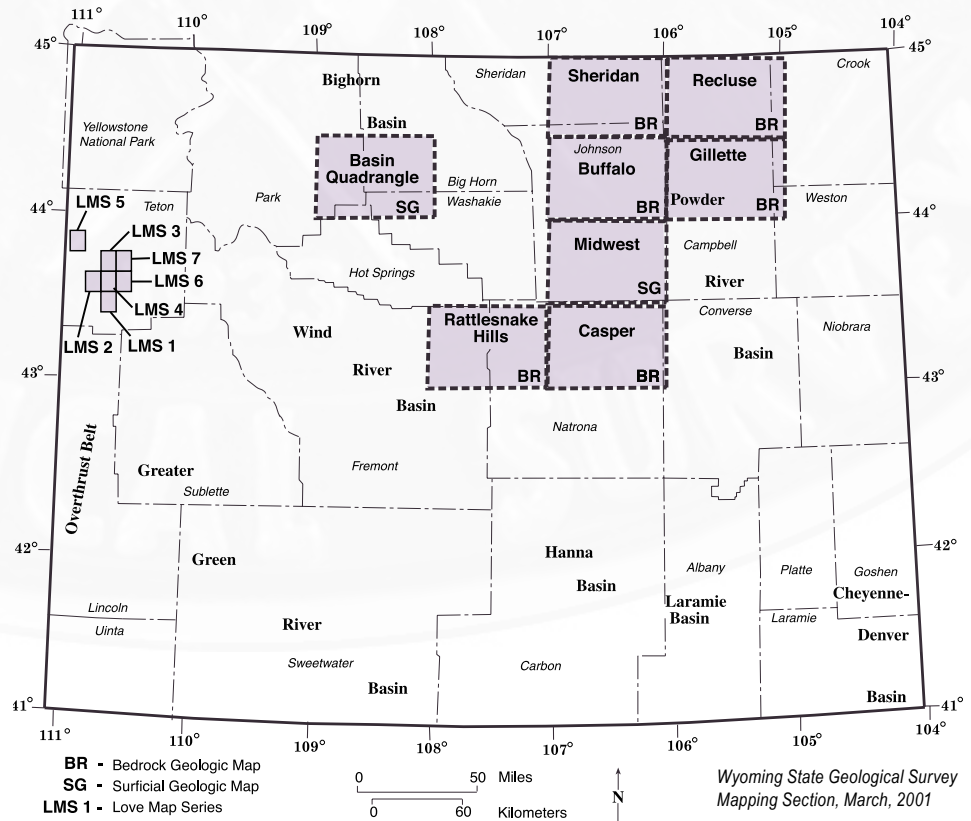 111° 110° 109° 108° 107° 106° 105° 104°
45° 45°
Bighorn
Basin
Sheridan
Sheridan
BR
Recluse
BR
Crook
Yellowstone
National Park
Basin
Quadrangle
SG
Johnson
Buffalo
BR
Gillette
Powder
BR
Big Horn
Washakie
Park
Teton
Weston
44° 44°
LMS 5
LMS 3
LMS 7
LMS 6
LMS 4
LMS 2
LMS 1
Hot Springs
Midwest
SG
Campbell
River
Converse
Niobrara
Wind
River
Basin
Rattlesnake
Hills
BR
Casper
BR
Basin
43° 43°
Natrona
Overthrust Belt
Greater
Sublette
Fremont
42° 42°
Green
Hanna
Basin
Albany
Laramie
Basin
Platte
Goshen
Cheyenne-
Laramie
Denver
Basin
Lincoln
Uinta
River
Sweetwater
Basin
Carbon
41° 41°
111° 110° 109° 108° 107° 106° 105° 104°
BR - Bedrock Geologic Map
SG - Surficial Geologic Map
LMS 1 - Love Map Series
0 50 Miles
0 60 Kilometers
N
Wyoming State Geological Survey
Mapping Section, March, 2001